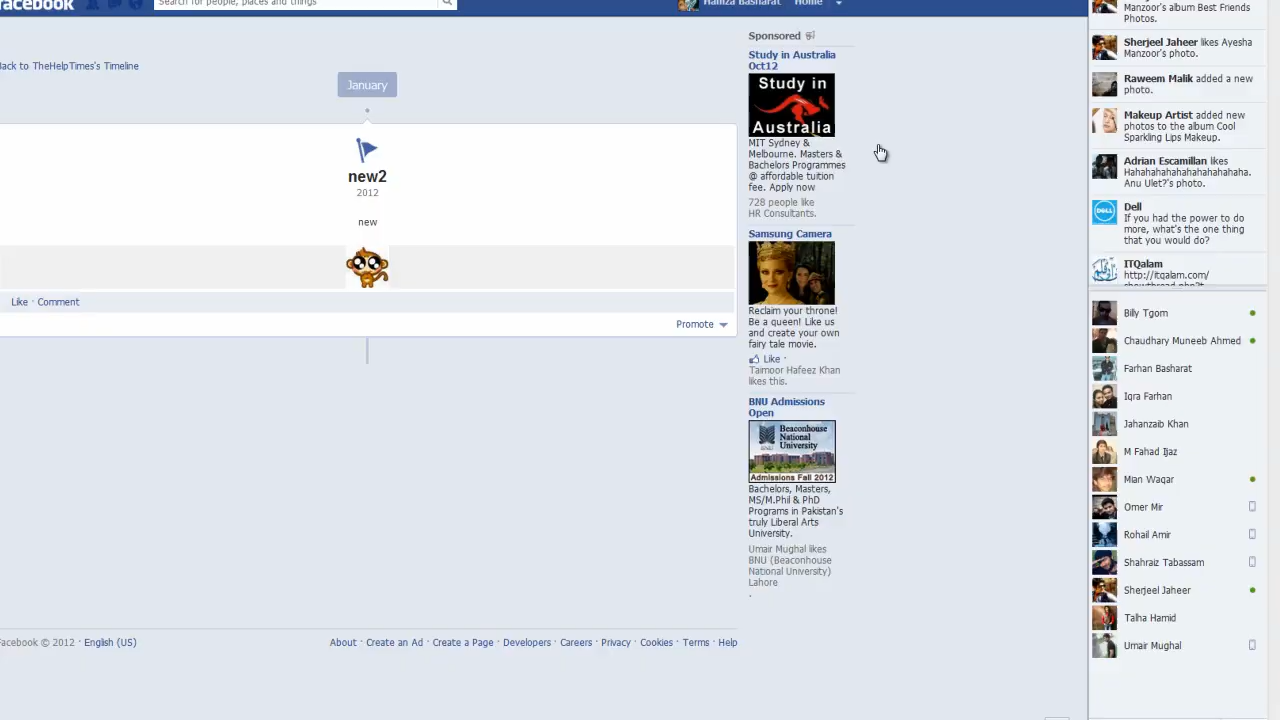 facebook
Search for people, places and things
Hamza Basharat
Home
Back to TheHelpTimes's Timeline
January
new2
2012
new
Like · Comment
Promote
Facebook © 2012 · English (US)
About · Create an Ad · Create a Page · Developers · Careers · Privacy · Cookies · Terms · Help
Sponsored
Study in Australia
Oct12
Study in
Australia
MIT Sydney &
Melbourne. Masters &
Bachelors Programmes
@ affordable tuition
fee. Apply now
728 people like
HR Consultants.
Samsung Camera
Reclaim your throne!
Be a queen! Like us
and create your own
fairy tale movie.
Like ·
Taimoor Hafeez Khan
likes this.
BNU Admissions
Open
Beaconhouse
National
University
Admissions Fall 2012
Bachelors, Masters,
MS/M.Phil & PhD
Programs in Pakistan's
truly Liberal Arts
University.
Umair Mughal likes
BNU (Beaconhouse
National University)
Lahore
.
Manzoor's album Best Friends
Photos.
Sherjeel Jaheer likes Ayesha
Manzoor's photo.
Raweem Malik added a new
photo.
Makeup Artist added new
photos to the album Cool
Sparkling Lips Makeup.
Adrian Escamillan likes
Hahahahahahahahahahaha.
Anu Ulet?'s photo.
Dell
DELL
If you had the power to do
more, what's the one thing
that you would do?
ITQalam
http://itqalam.com/
Billy Tgom
Chaudhary Muneeb Ahmed
Farhan Basharat
Iqra Farhan
Jahanzaib Khan
M Fahad Ijaz
Mian Waqar
Omer Mir
Rohail Amir
Shahraiz Tabassam
Sherjeel Jaheer
Talha Hamid
Umair Mughal